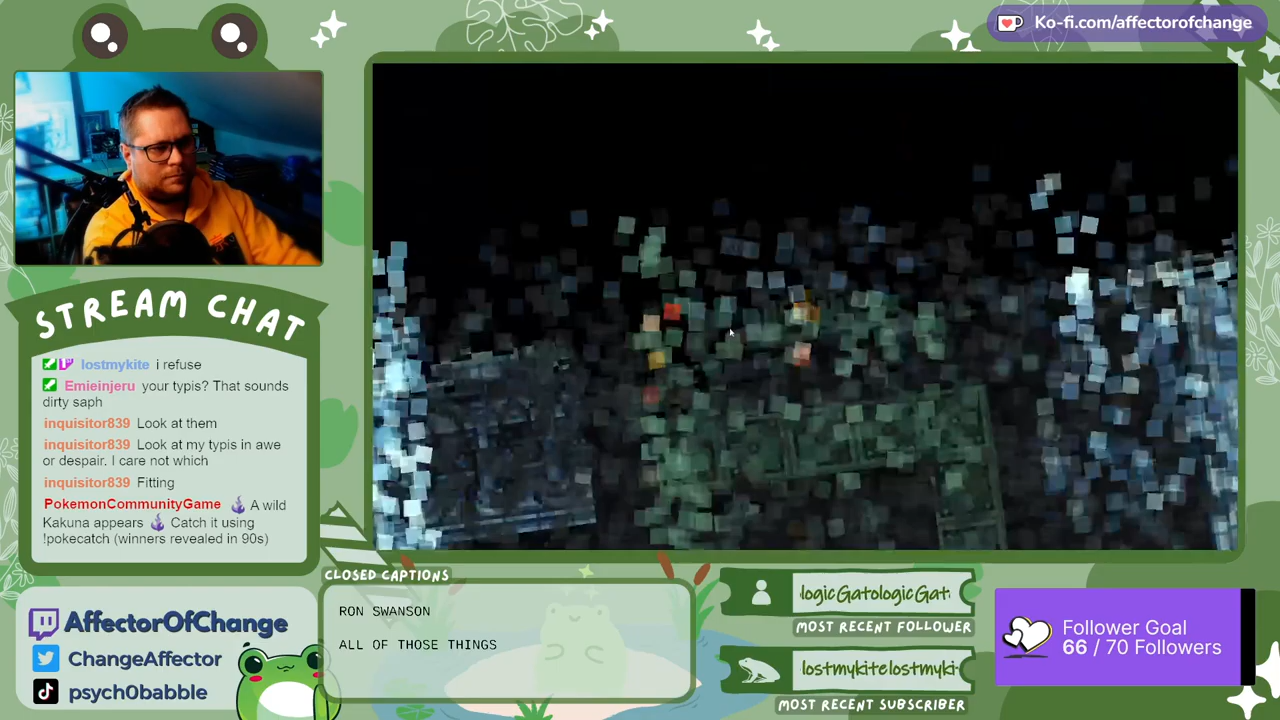 Ko-fi.com/affectorofchange
STREAM CHAT
lostmykite i refuse
Emieinjeru your typis? That sounds
dirty saph
inquisitor839 Look at them
inquisitor839 Look at my typis in awe
or despair. I care not which
inquisitor839 Fitting
PokemonCommunityGame A wild
Kakuna appears Catch it using
!pokecatch (winners revealed in 90s)
AffectorOfChange
ChangeAffector
psych0babble
CLOSED CAPTIONS
RON SWANSON
ALL OF THOSE THINGS
logicGatologicGat
MOST RECENT FOLLOWER
lostmykitelostmyki
MOST RECENT SUBSCRIBER
Follower Goal
66 / 70 Followers